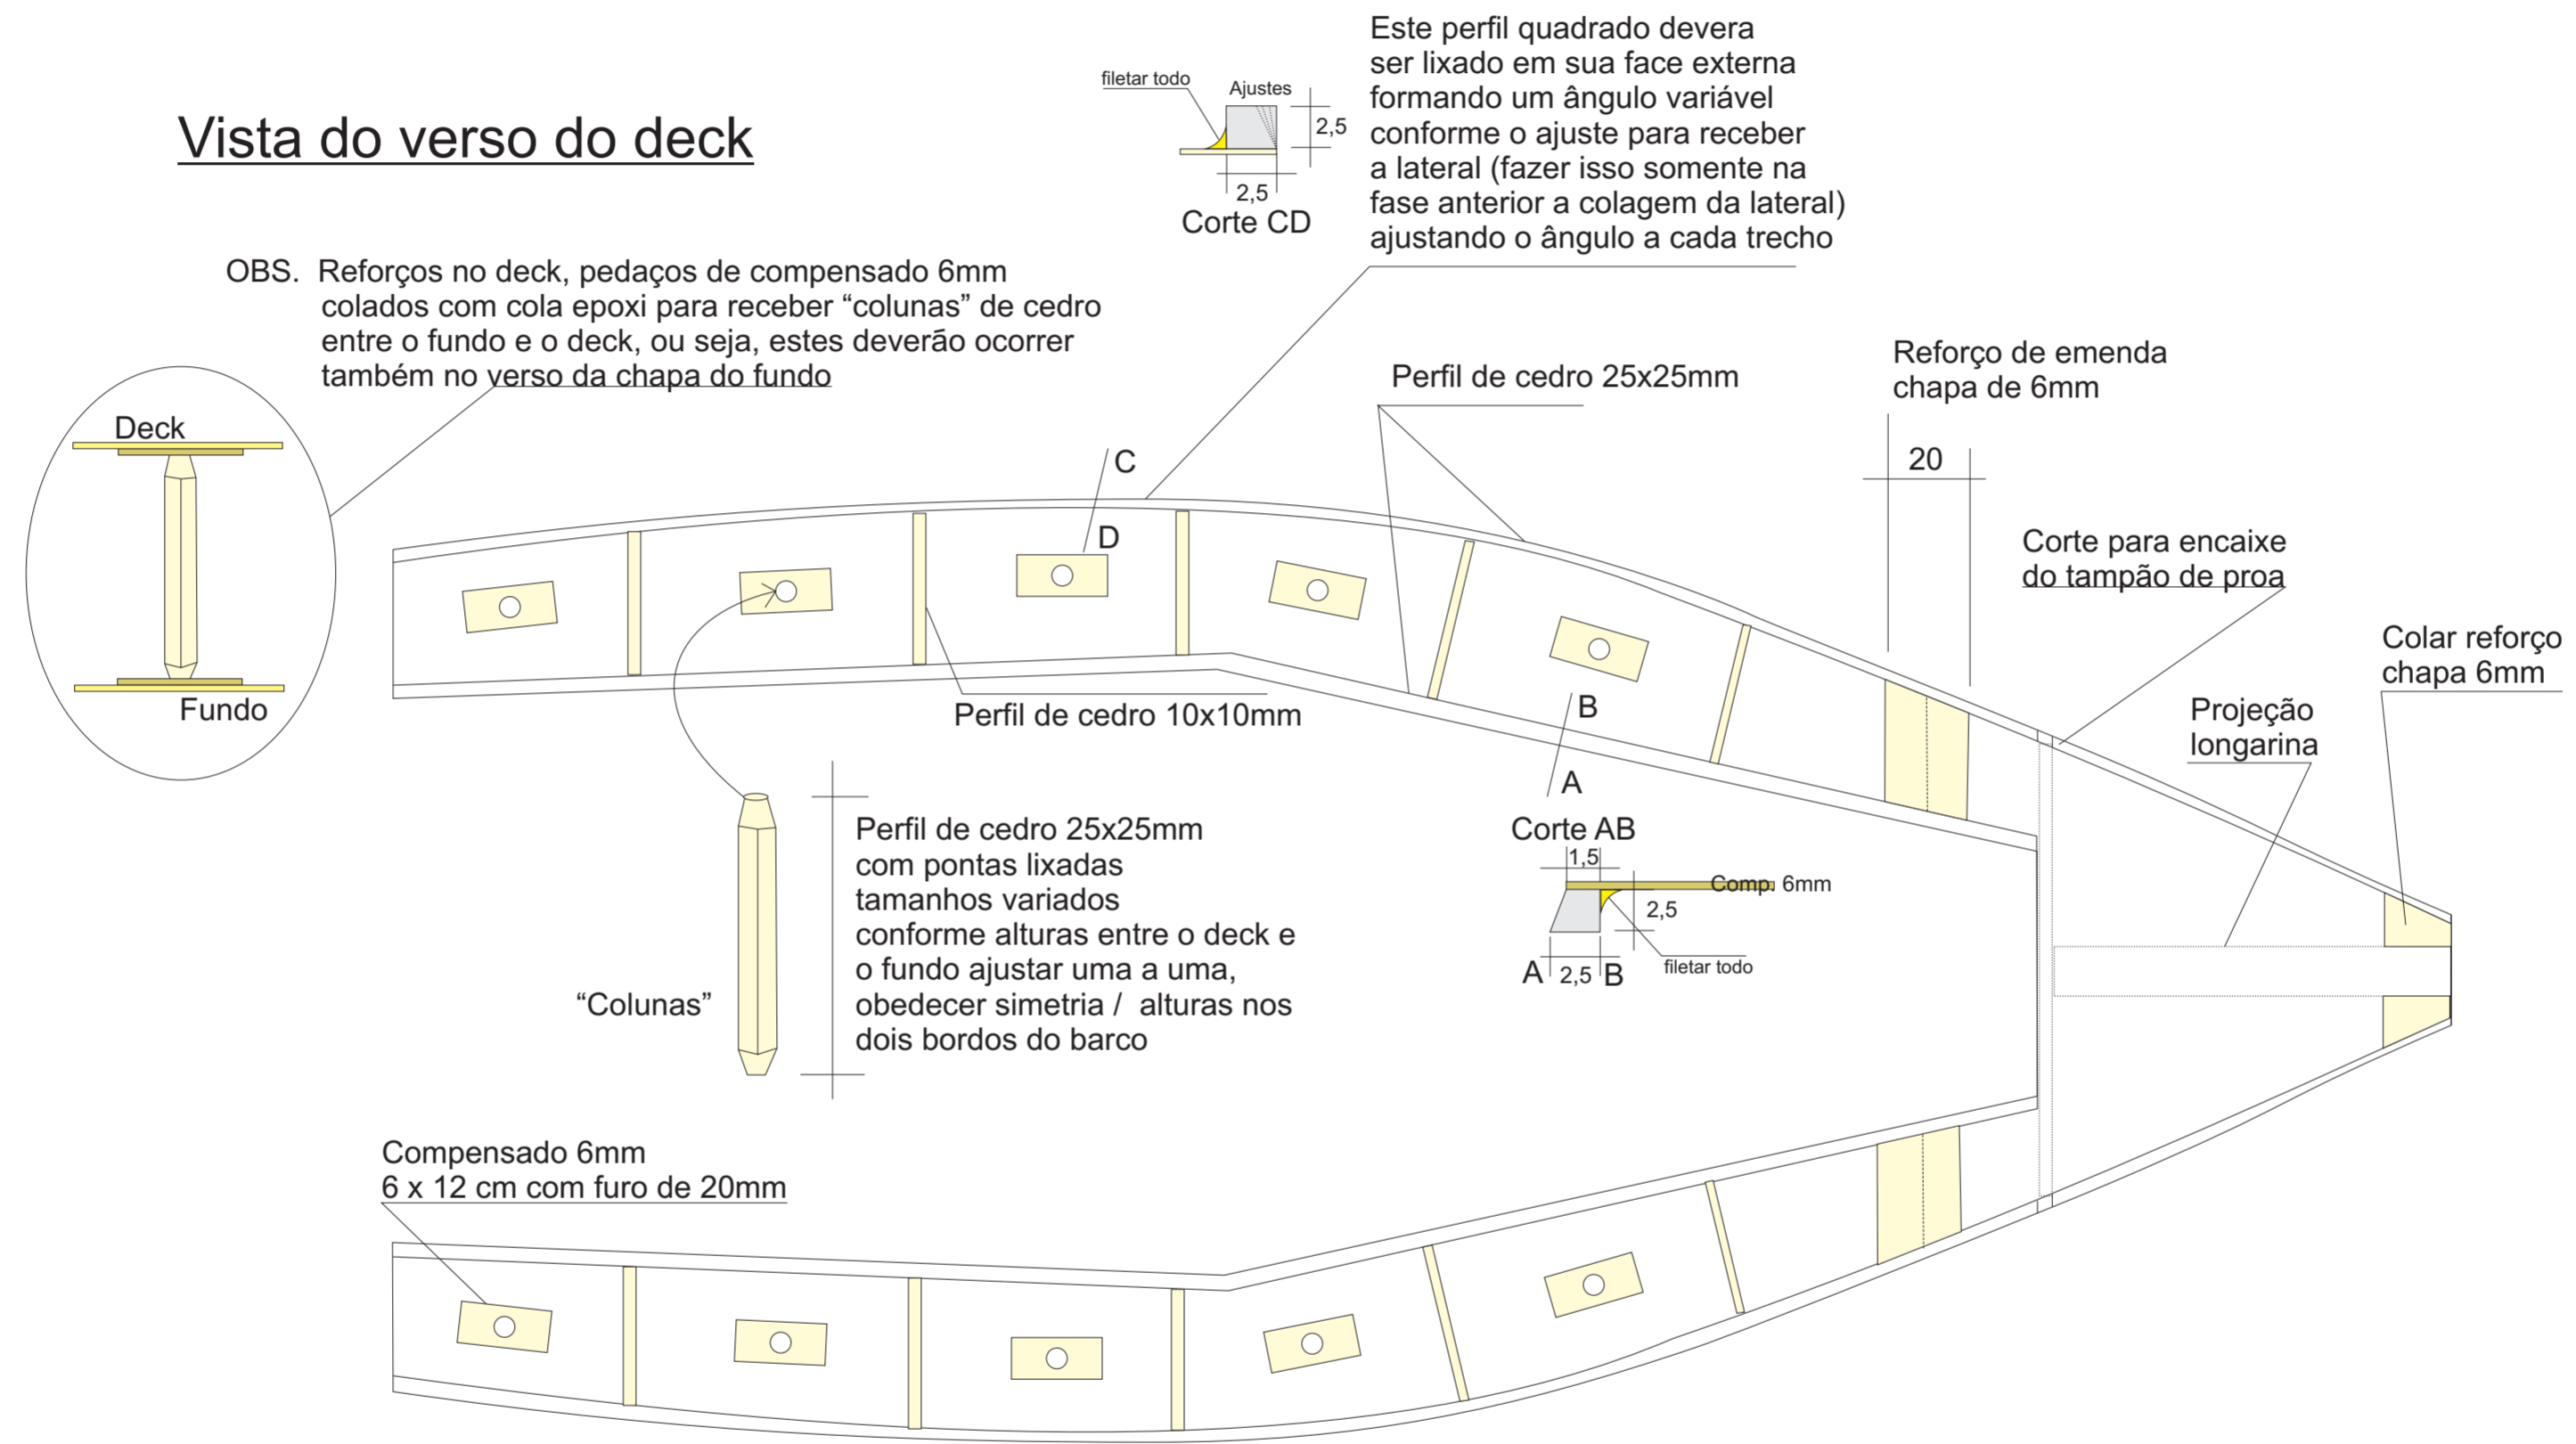 Vista do verso do deck
filetar todo
Ajustes
2,5
2,5
Corte CD
Este perfil quadrado devera
ser lixado em sua face externa
formando um ângulo variável
conforme o ajuste para receber
a lateral (fazer isso somente na
fase anterior a colagem da lateral)
ajustando o ângulo a cada trecho
OBS. Reforços no deck, pedaços de compensado 6mm
colados com cola epoxi para receber “colunas” de cedro
entre o fundo e o deck, ou seja, estes deverão ocorrer
também no verso da chapa do fundo
Deck
Fundo
Perfil de cedro 25x25mm
Reforço de emenda
chapa de 6mm
20
C
D
Corte para encaixe
do tampão de proa
Colar reforço
chapa 6mm
Projeção
longarina
Perfil de cedro 10x10mm
B
A
Corte AB
1,5
Comp. 6mm
2,5
A 2,5 B
filetar todo
Perfil de cedro 25x25mm
com pontas lixadas
tamanhos variados
conforme alturas entre o deck e
o fundo ajustar uma a uma,
obedecer simetria / alturas nos
dois bordos do barco
“Colunas”
Compensado 6mm
6 x 12 cm com furo de 20mm